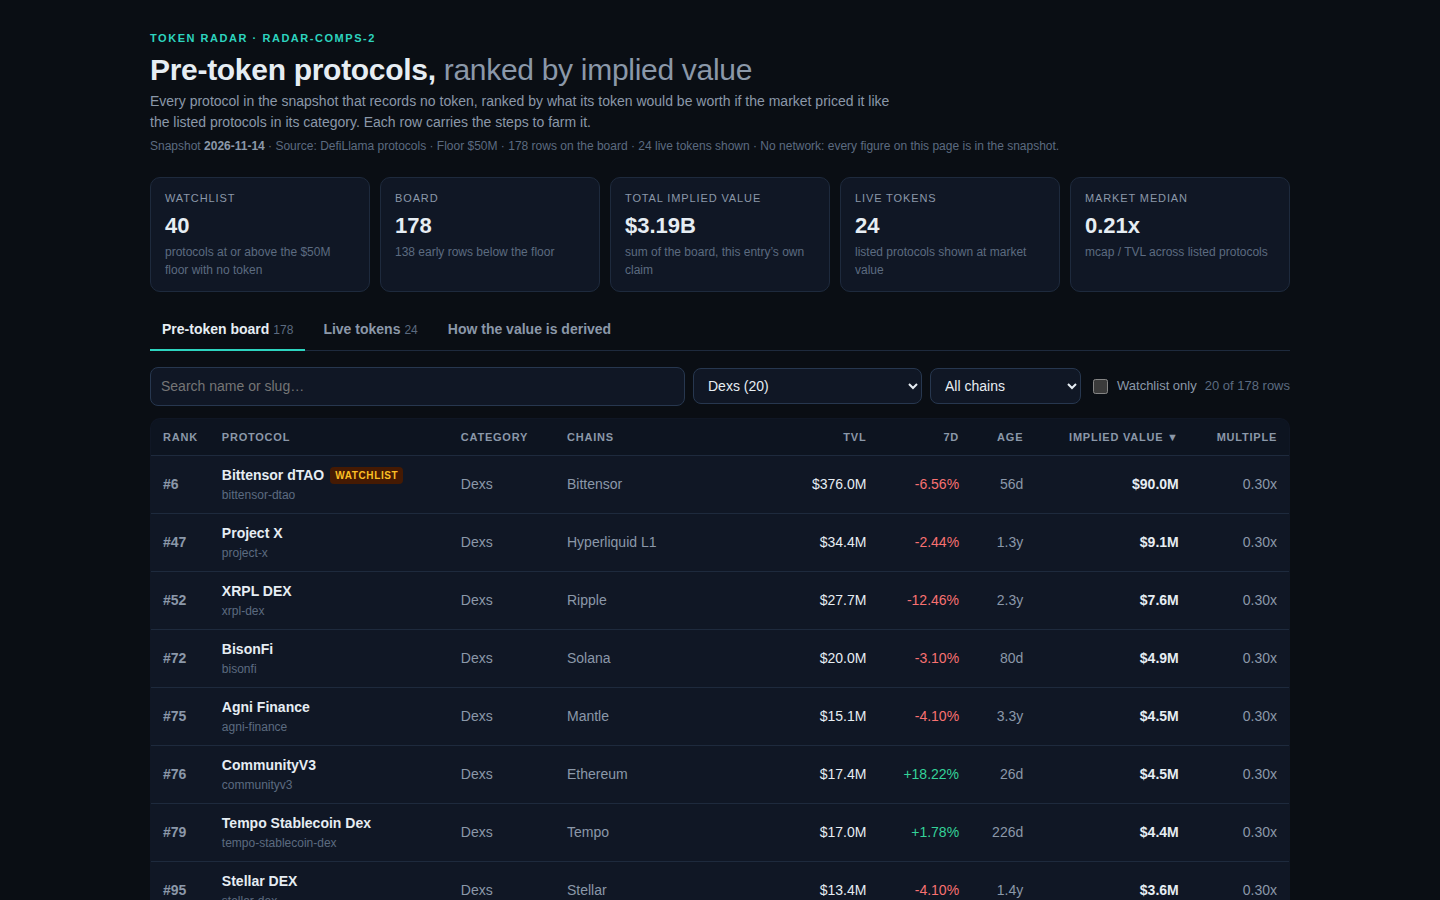 TOKEN RADAR · RADAR-COMPS-2
Pre-token protocols, ranked by implied value
Every protocol in the snapshot that records no token, ranked by what its token would be worth if the market priced it like
the listed protocols in its category. Each row carries the steps to farm it.
Snapshot 2026-11-14 · Source: DefiLlama protocols · Floor $50M · 178 rows on the board · 24 live tokens shown · No network: every figure on this page is in the snapshot.
WATCHLIST
40
protocols at or above the $50M
floor with no token
BOARD
178
138 early rows below the floor
TOTAL IMPLIED VALUE
$3.19B
sum of the board, this entry's own
claim
LIVE TOKENS
24
listed protocols shown at market
value
MARKET MEDIAN
0.21x
mcap / TVL across listed protocols
Pre-token board 178 Live tokens 24 How the value is derived
Search name or slug… Dexs (20) All chains Watchlist only 20 of 178 rows
RANK PROTOCOL CATEGORY CHAINS TVL 7D AGE IMPLIED VALUE ▼ MULTIPLE
#6 Bittensor dTAO WATCHLIST Dexs Bittensor $376.0M -6.56% 56d $90.0M 0.30x
bittensor-dtao
#47 Project X Dexs Hyperliquid L1 $34.4M -2.44% 1.3y $9.1M 0.30x
project-x
#52 XRPL DEX Dexs Ripple $27.7M -12.46% 2.3y $7.6M 0.30x
xrpl-dex
#72 BisonFi Dexs Solana $20.0M -3.10% 80d $4.9M 0.30x
bisonfi
#75 Agni Finance Dexs Mantle $15.1M -4.10% 3.3y $4.5M 0.30x
agni-finance
#76 CommunityV3 Dexs Ethereum $17.4M +18.22% 26d $4.5M 0.30x
communityv3
#79 Tempo Stablecoin Dex Dexs Tempo $17.0M +1.78% 226d $4.4M 0.30x
tempo-stablecoin-dex
#95 Stellar DEX Dexs Stellar $13.4M -4.10% 1.4y $3.6M 0.30x